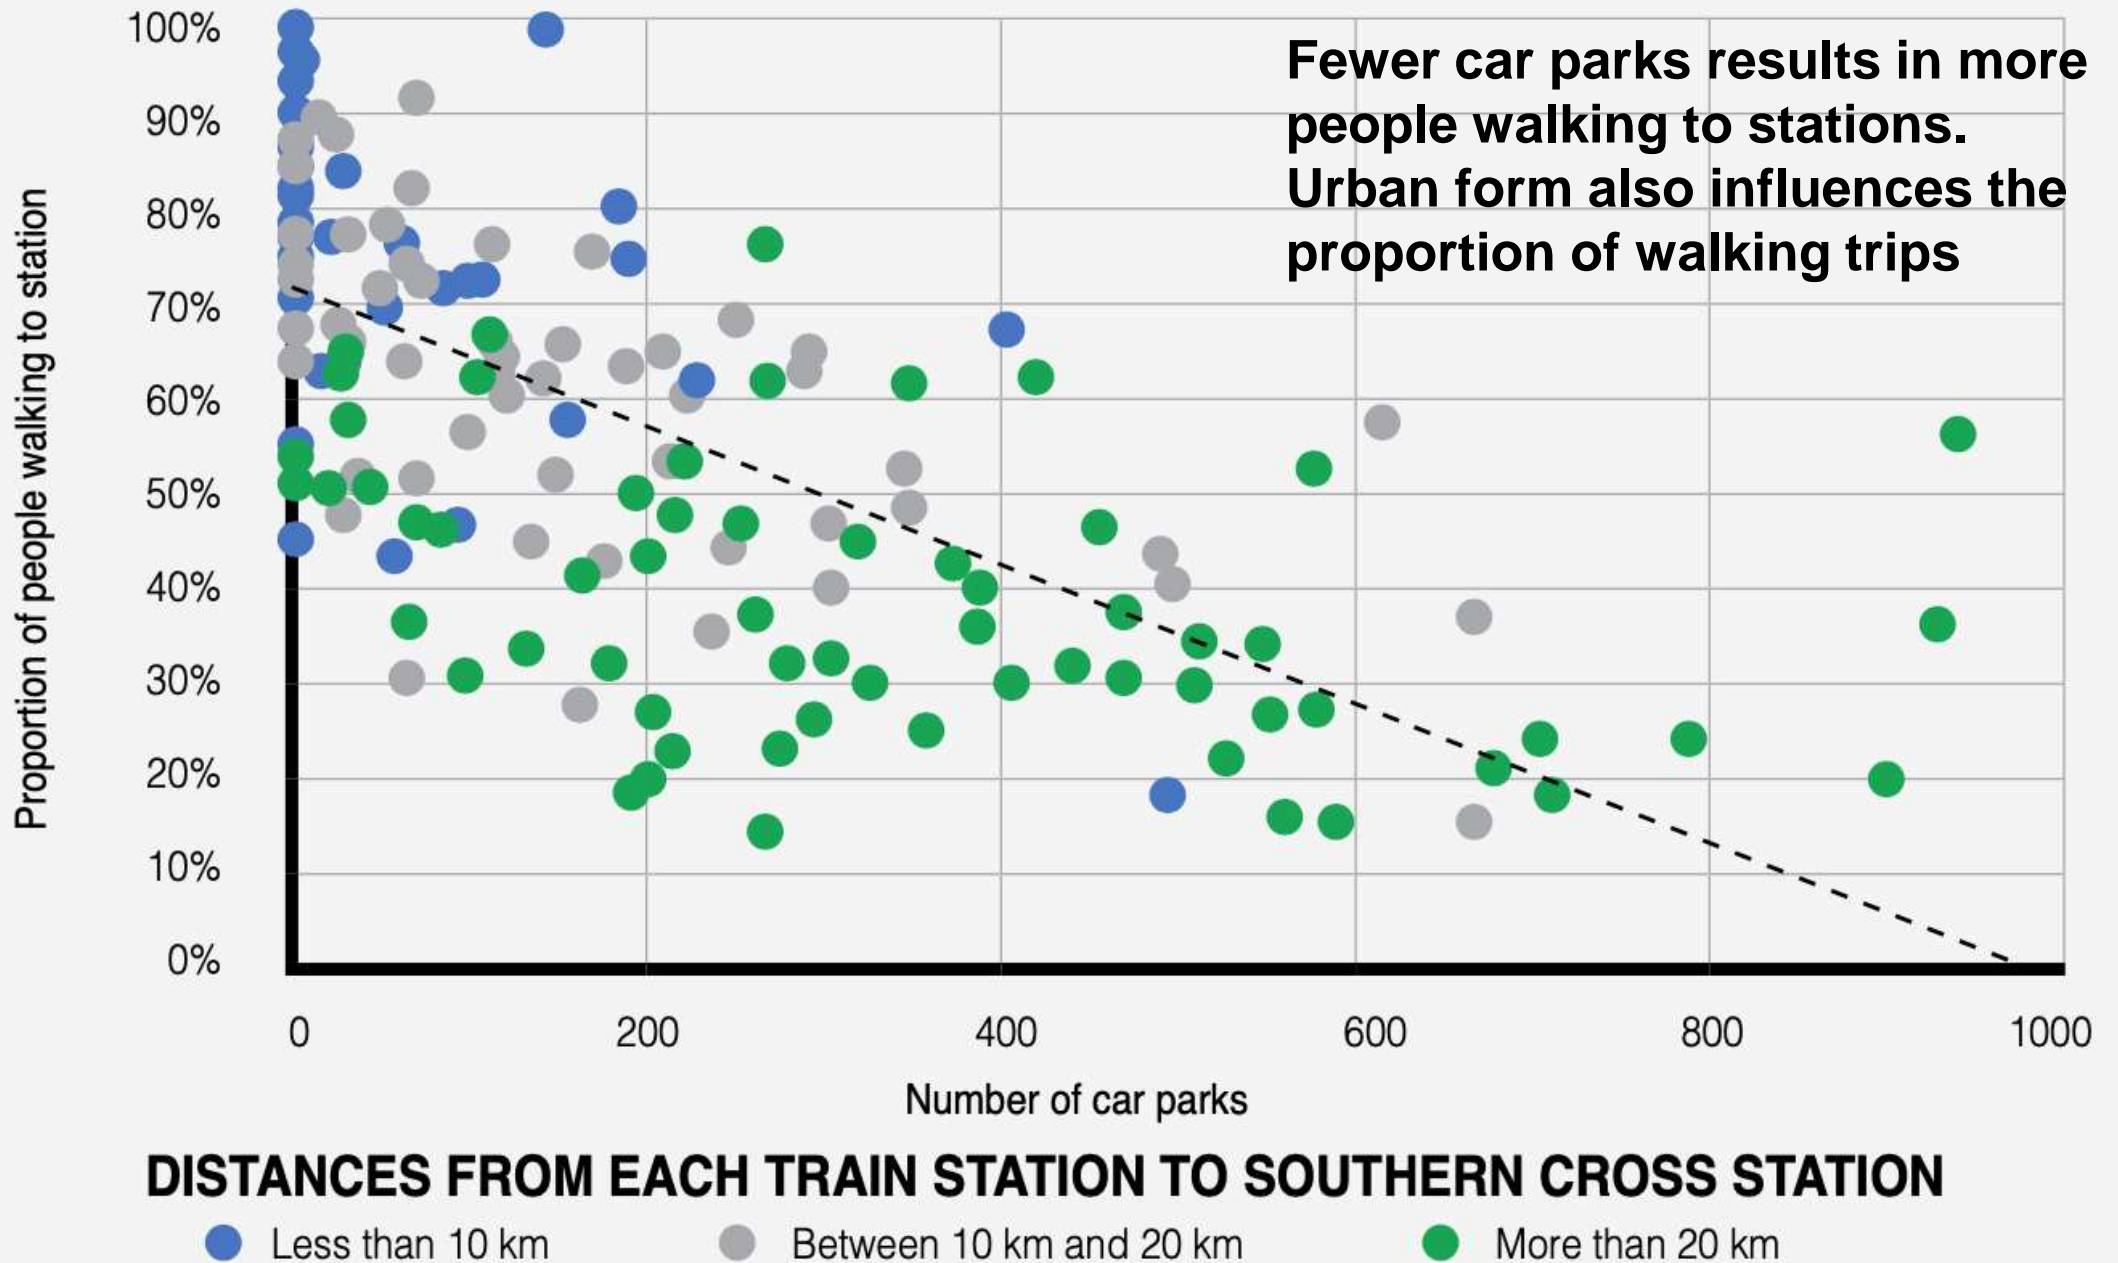 Fewer car parks results in more
people walking to stations.
Urban form also influences the
proportion of walking trips
Proportion of people walking to station
100%
90%
80%
70%
60%
50%
40%
30%
20%
10%
0%
0 200 400 600 800 1000
Number of car parks
DISTANCES FROM EACH TRAIN STATION TO SOUTHERN CROSS STATION
Less than 10 km Between 10 km and 20 km More than 20 km